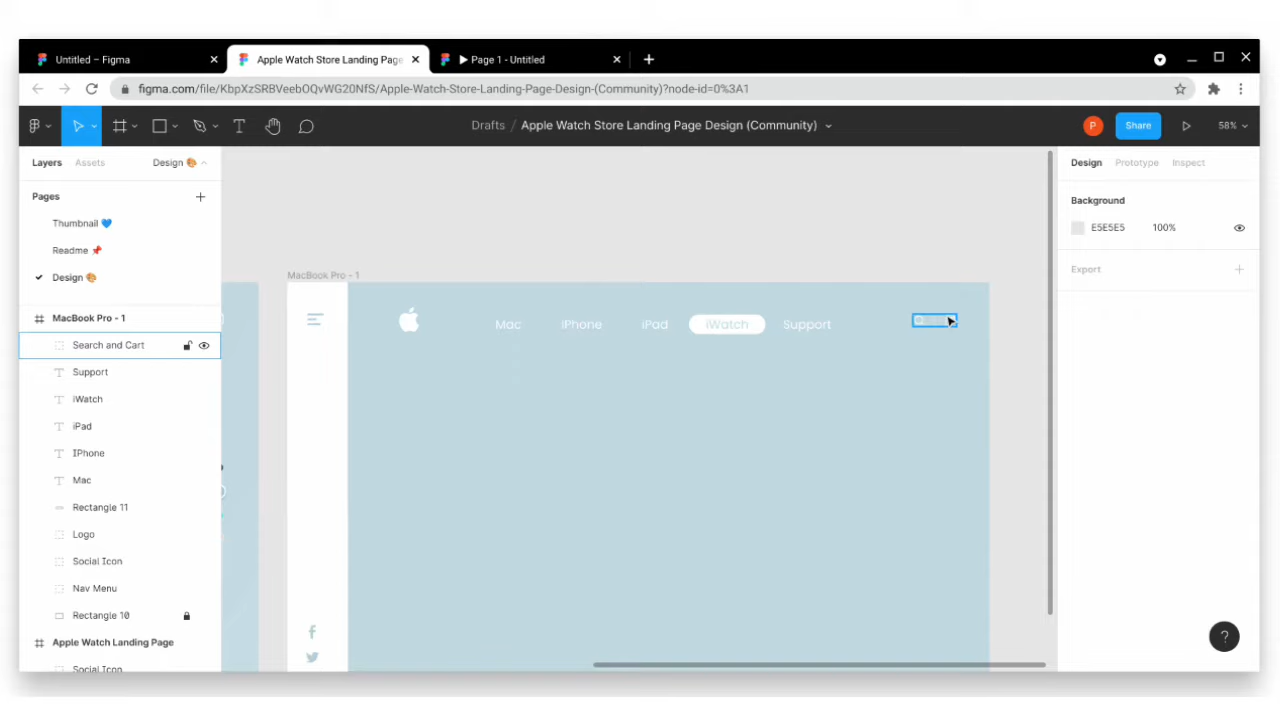 Untitled – Figma
Apple Watch Store Landing Page
Page 1 - Untitled
figma.com/file/KbpXzSRBVeebOQvWG20NfS/Apple-Watch-Store-Landing-Page-Design-(Community)?node-id=0%3A1
Drafts / Apple Watch Store Landing Page Design (Community)
P
Share
58%
Layers
Assets
Design 🎨
Design
Prototype
Inspect
Pages
Background
Thumbnail 💙
E5E5E5
100%
Readme 📌
Design 🎨
Export
MacBook Pro - 1
MacBook Pro - 1
Search and Cart
Support
iWatch
iPad
IPhone
Mac
Rectangle 11
Logo
Social Icon
Nav Menu
Rectangle 10
Apple Watch Landing Page
Social Icon
Mac
iPhone
iPad
iWatch
Support
?